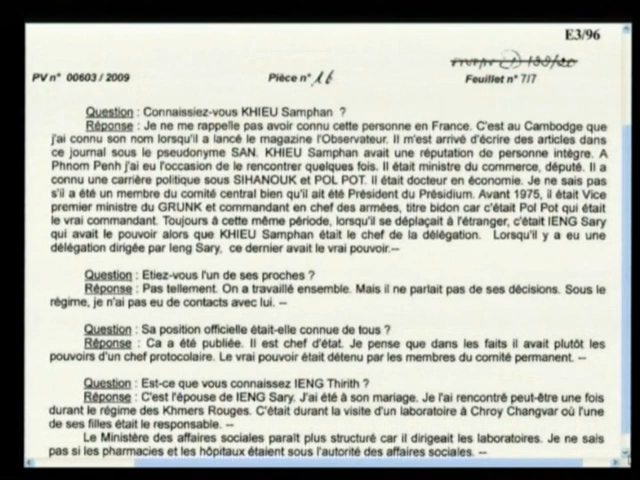 E3/96
PV n° 00603 / 2009
Pièce n° 16
Feuillet n° 7/7
Question : Connaissiez-vous KHIEU Samphan ?
Réponse : Je ne me rappelle pas avoir connu cette personne en France. C'est au Cambodge que
j'ai connu son nom lorsqu'il a lancé le magazine l'Observateur. Il m'est arrivé d'écrire des articles dans
ce journal sous le pseudonyme SAN. KHIEU Samphan avait une réputation de personne intègre. A
Phnom Penh j'ai eu l'occasion de le rencontrer quelques fois. Il était ministre du commerce, député. Il a
connu une carrière politique sous SIHANOUK et POL POT. Il était docteur en économie. Je ne sais pas
s'il a été un membre du comité central bien qu'il ait été Président du Présidium. Avant 1975, il était Vice
premier ministre du GRUNK et commandant en chef des armées, titre bidon car c'était Pol Pot qui était
le vrai commandant. Toujours à cette même période, lorsqu'il se déplaçait à l'étranger, c'était IENG Sary
qui avait le pouvoir alors que KHIEU Samphan était le chef de la délégation. Lorsqu'il y a eu une
délégation dirigée par Ieng Sary, ce dernier avait le vrai pouvoir.--
Question : Etiez-vous l'un de ses proches ?
Réponse : Pas tellement. On a travaillé ensemble. Mais il ne parlait pas de ses décisions. Sous le
régime, je n'ai pas eu de contacts avec lui. --
Question : Sa position officielle était-elle connue de tous ?
Réponse : Ca a été publiée. Il est chef d'état. Je pense que dans les faits il avait plutôt les
pouvoirs d'un chef protocolaire. Le vrai pouvoir était détenu par les membres du comité permanent. --
Question : Est-ce que vous connaissez IENG Thirith ?
Réponse : C'est l'épouse de IENG Sary. J'ai été à son mariage. Je l'ai rencontré peut-être une fois
durant le régime des Khmers Rouges. C'était durant la visite d'un laboratoire à Chroy Changvar où l'une
de ses filles était le responsable. --
Le Ministère des affaires sociales paraît plus structuré car il dirigeait les laboratoires. Je ne sais
pas si les pharmacies et les hôpitaux étaient sous l'autorité des affaires sociales. --